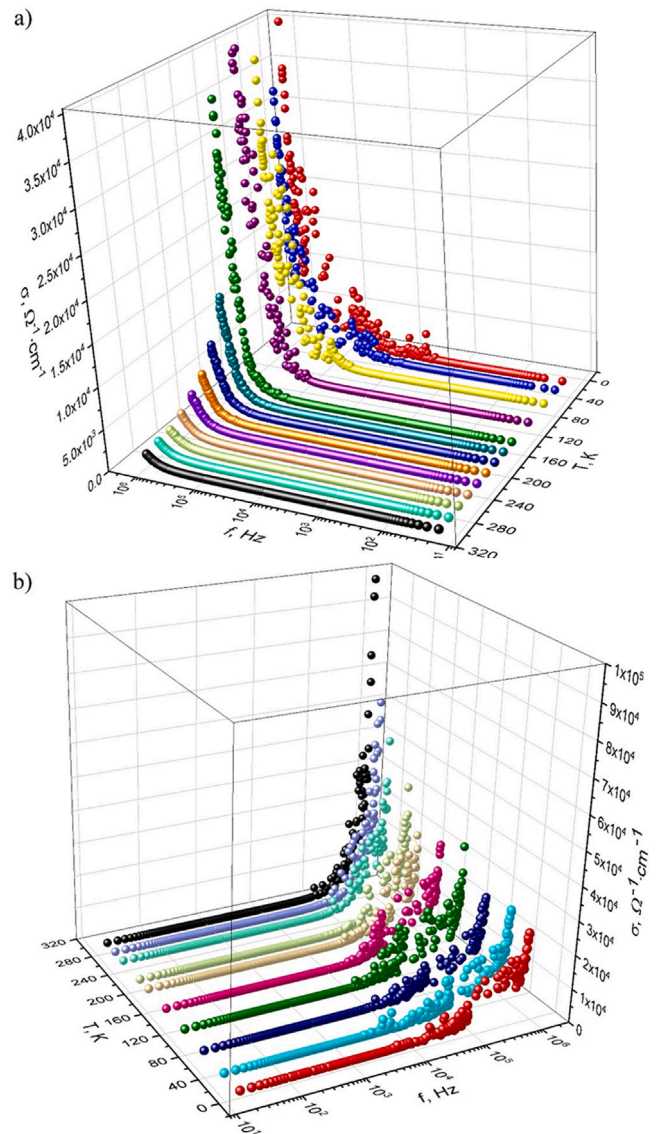 a)
4.0x10⁴
3.5x10⁴
3.0x10⁴
2.5x10⁴
2.0x10⁴
1.5x10⁴
1.0x10⁴
5.0x10³
0.0
σ, Ω⁻¹·cm⁻¹
10⁶
10⁵
10⁴
10³
10²
f, Hz
0
40
80
120
160
200
240
280
320
T, K
b)
1x10⁵
9x10⁴
8x10⁴
7x10⁴
6x10⁴
5x10⁴
4x10⁴
3x10⁴
2x10⁴
1x10⁴
0
σ, Ω⁻¹·cm⁻¹
320
280
240
200
160
120
80
40
0
T, K
10¹
10²
10³
10⁴
10⁵
10⁶
f, Hz